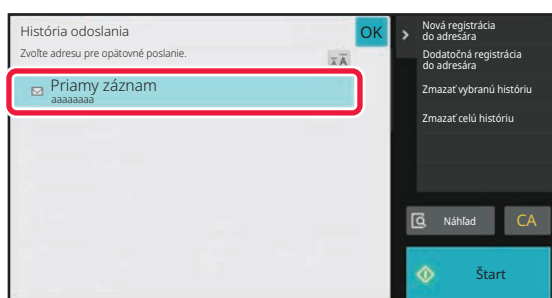 História odoslania
OK
Zvoľte adresu pre opätovné poslanie.
Priamy záznam
aaaaaaaa
Nová registrácia
do adresára
Dodatočná registrácia
do adresára
Zmazať vybranú históriu
Zmazať celú históriu
Náhľad
CA
Štart